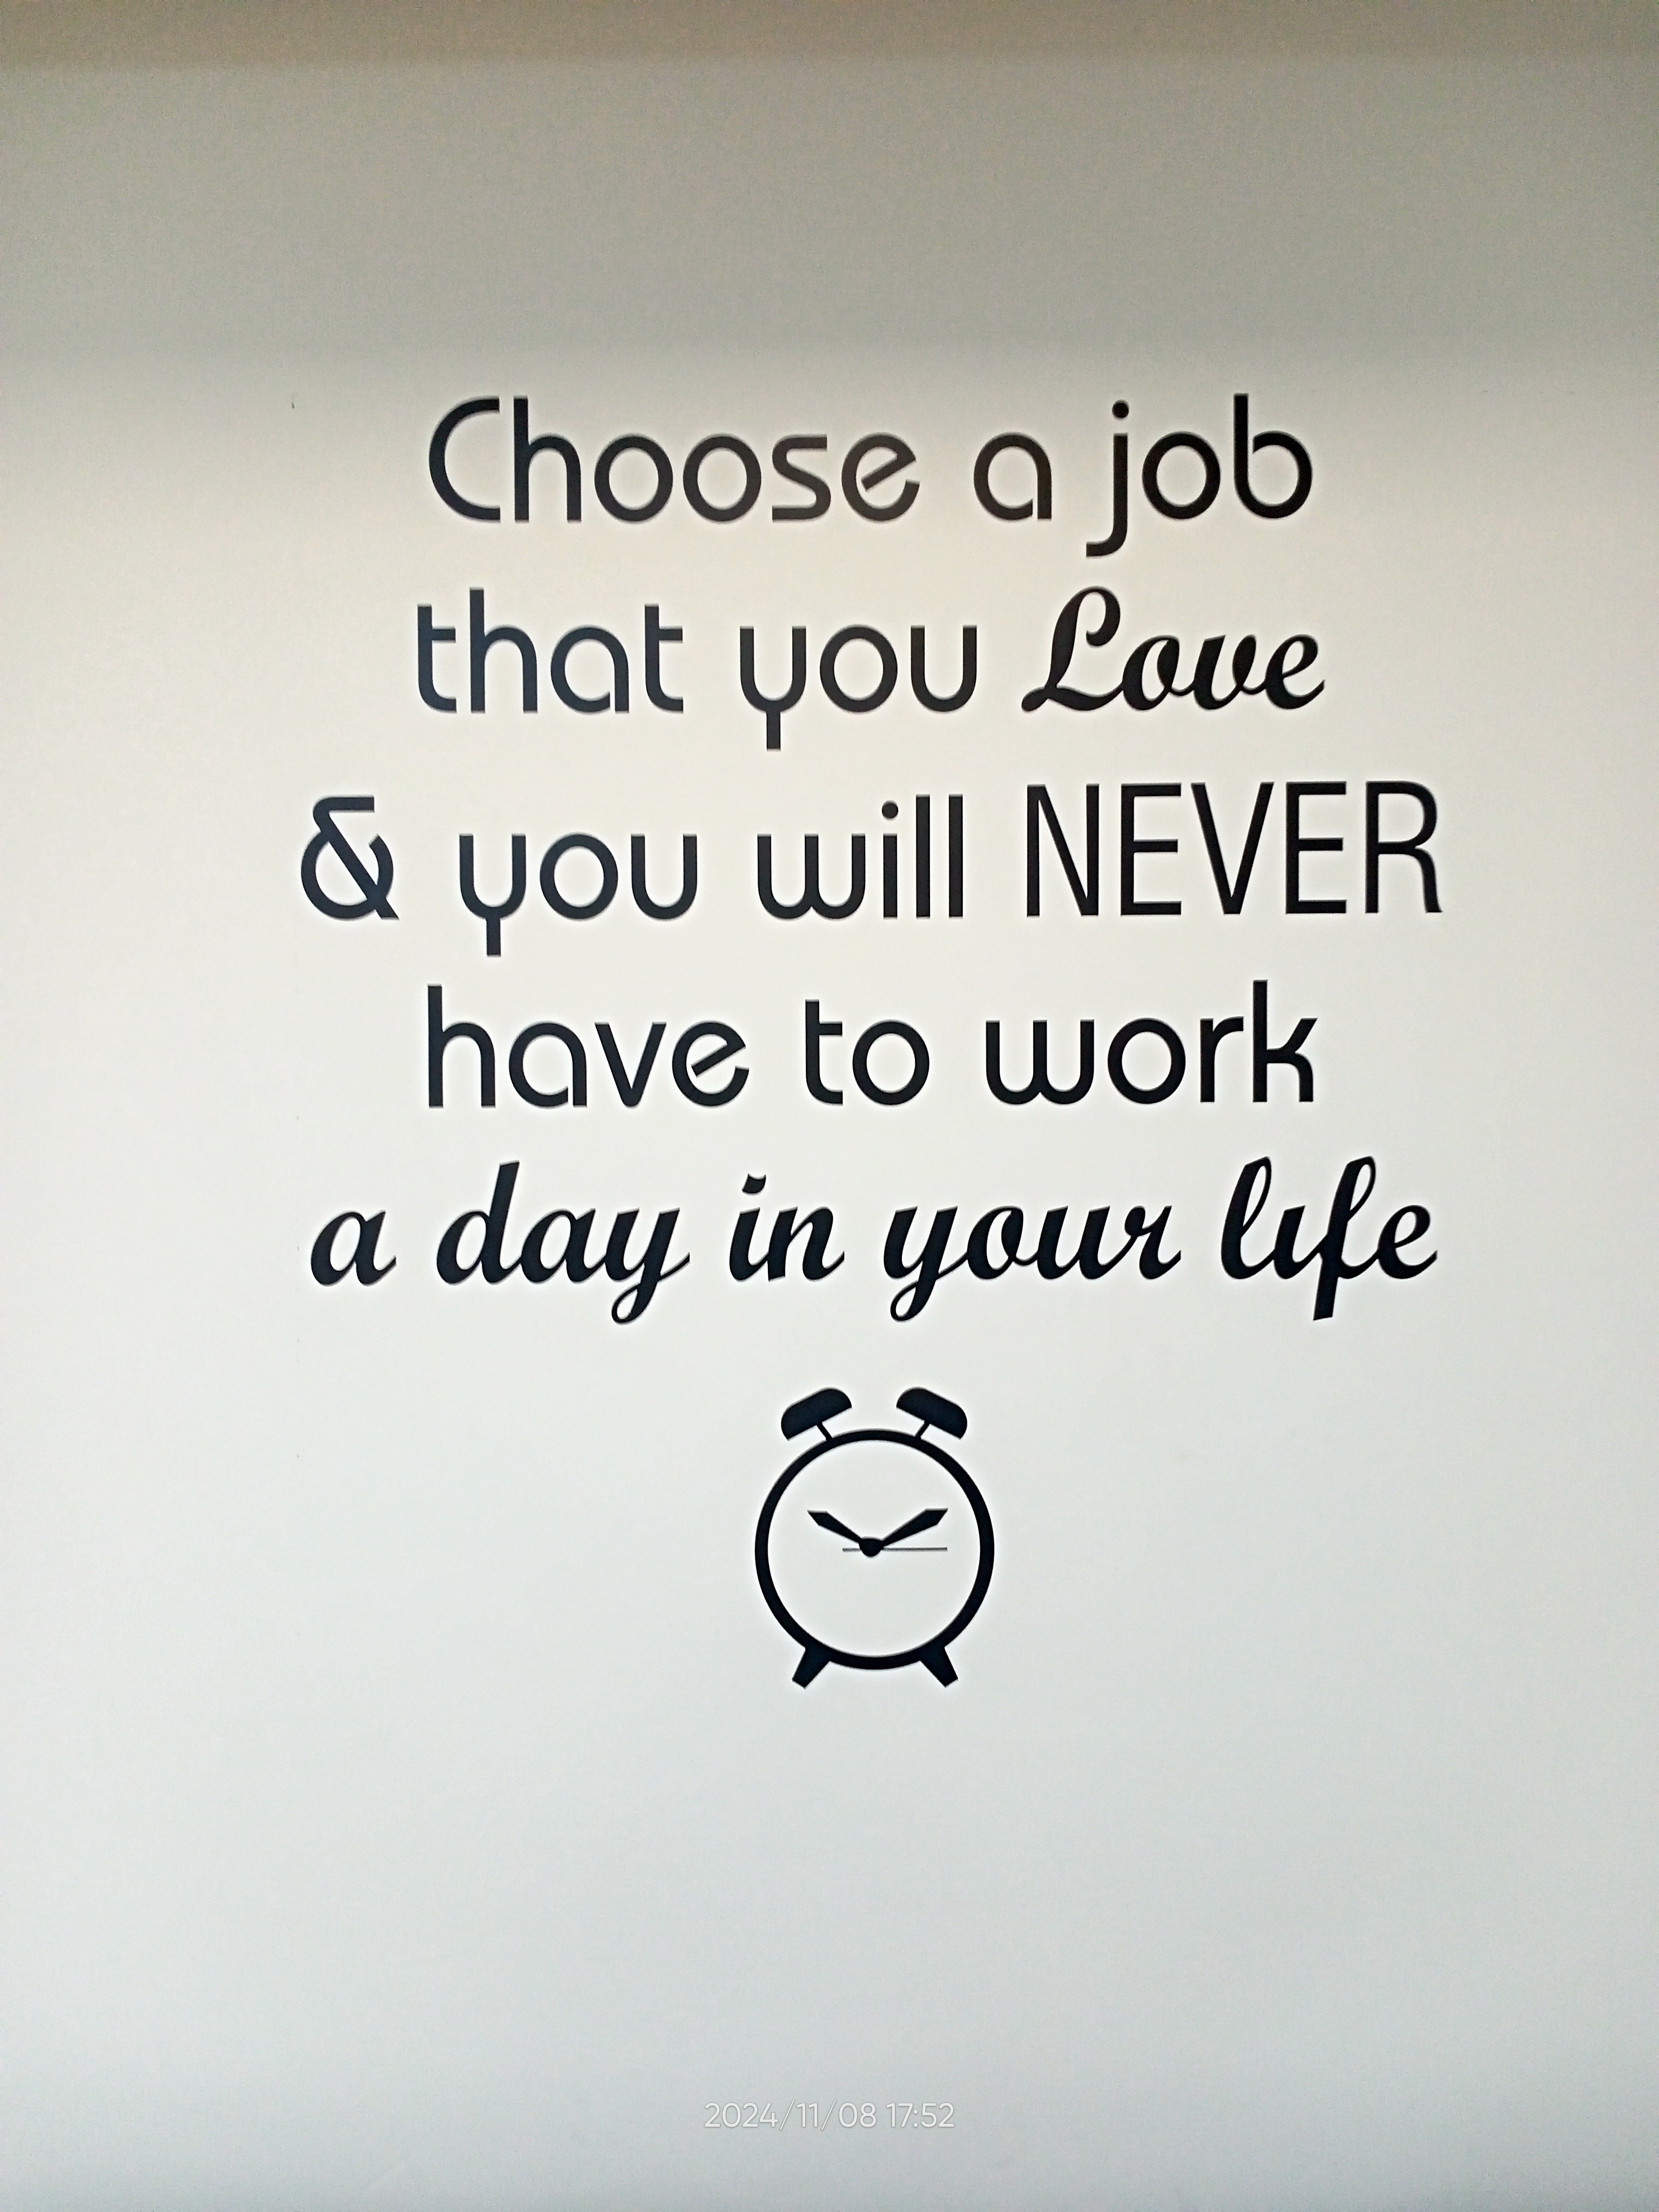 Choose a job
that you Love
& you will NEVER
have to work
a day in your life
2024/11/08 17:52